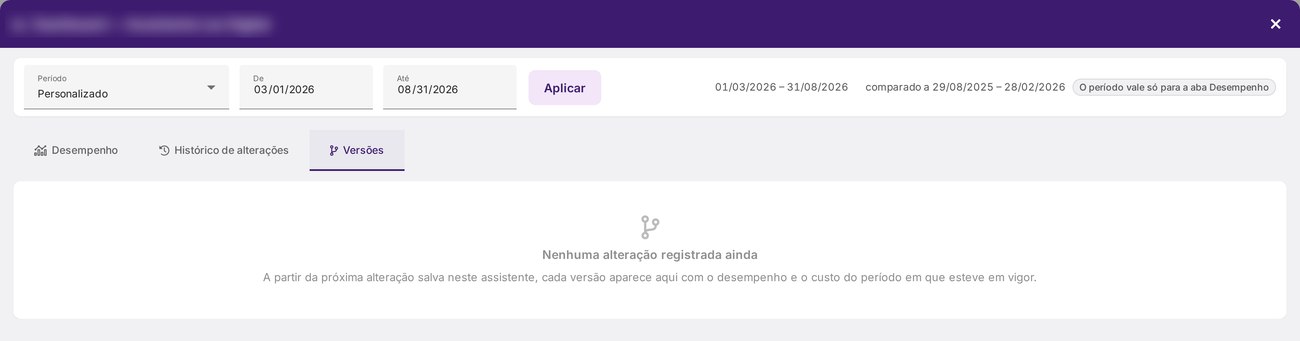 Período
Personalizado
De
03/01/2026
Até
08/31/2026
Aplicar
01/03/2026 – 31/08/2026
comparado a 29/08/2025 – 28/02/2026
O período vale só para a aba Desempenho
Desempenho
Histórico de alterações
Versões
Nenhuma alteração registrada ainda
A partir da próxima alteração salva neste assistente, cada versão aparece aqui com o desempenho e o custo do período em que esteve em vigor.